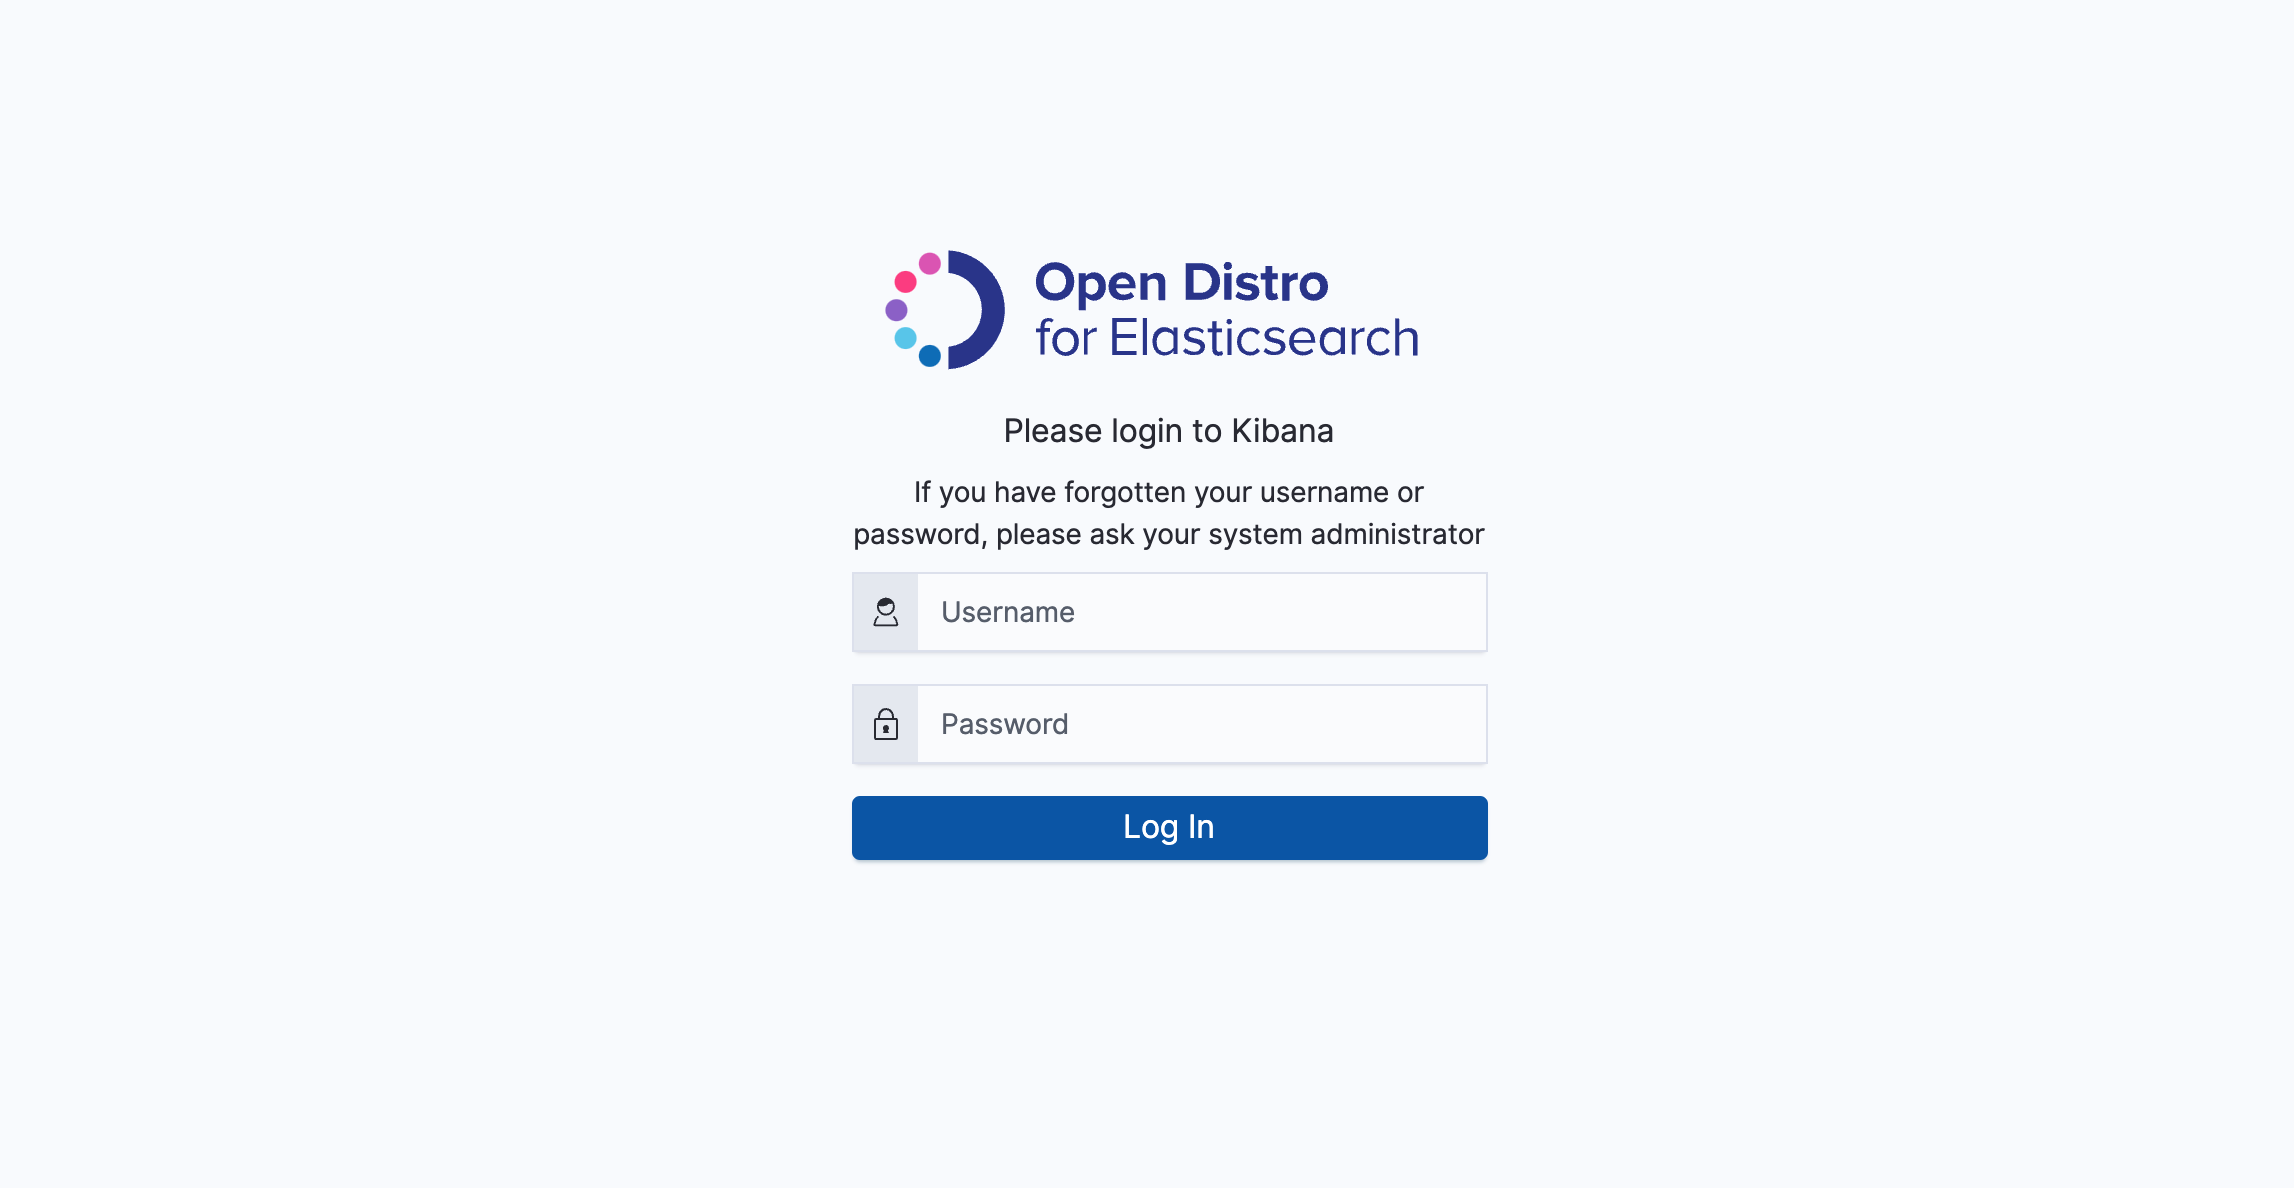 Open Distro
for Elasticsearch
Please login to Kibana
If you have forgotten your username or
password, please ask your system administrator
Username
Password
Log In